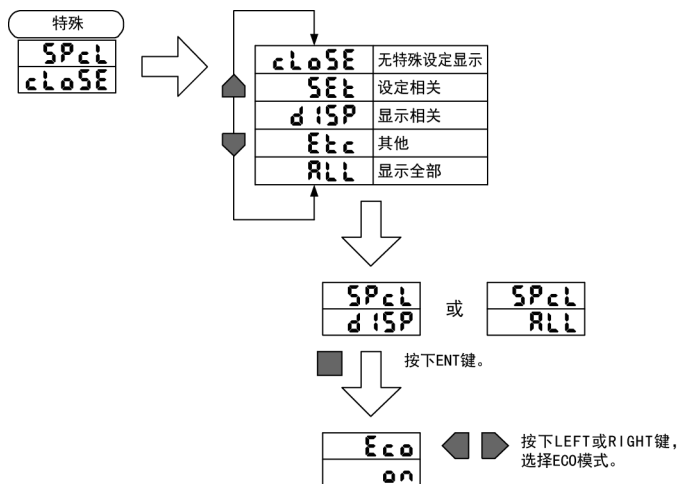 特殊
SPcL
cLoSE
cLoSE 无特殊设定显示
SEt 设定相关
dISP 显示相关
Etc 其他
ALL 显示全部
SPcL
dISP
或
SPcL
ALL
按下ENT键。
Eco
on
按下LEFT或RIGHT键，
选择ECO模式。